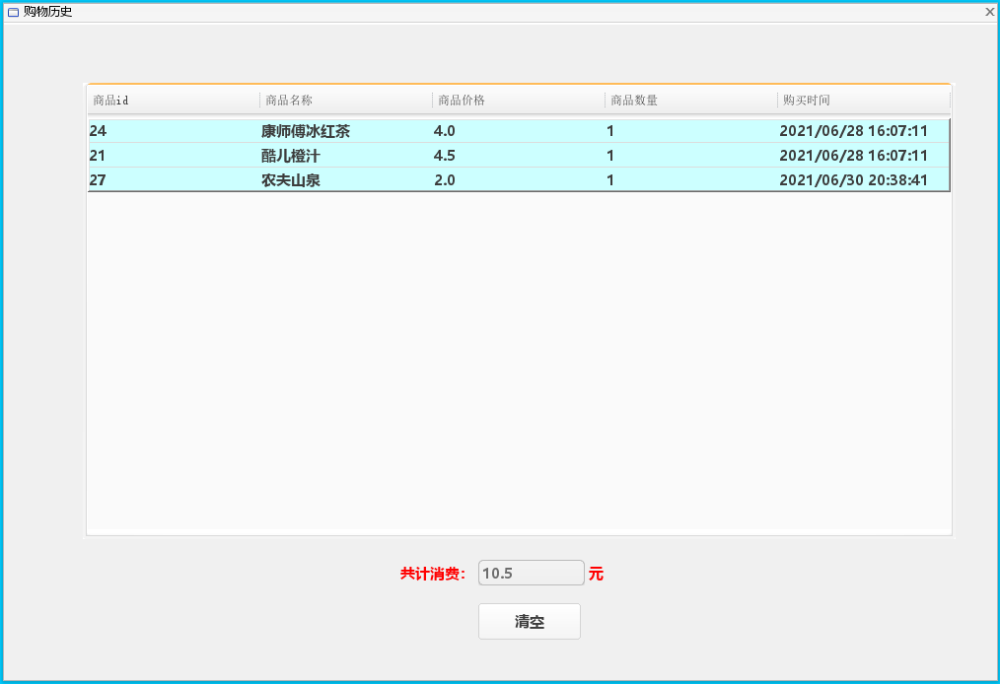 购物历史
商品id 商品名称 商品价格 商品数量 购买时间
24 康师傅冰红茶 4.0 1 2021/06/28 16:07:11
21 酷儿橙汁 4.5 1 2021/06/28 16:07:11
27 农夫山泉 2.0 1 2021/06/30 20:38:41
共计消费： 10.5 元
清空